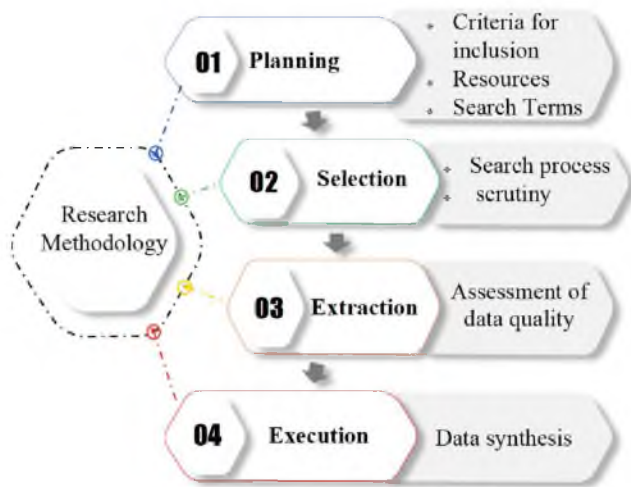 Research
Methodology
01
Planning
Criteria for
inclusion
Resources
Search Terms
02
Selection
Search process
scrutiny
03
Extraction
Assessment of
data quality
04
Execution
Data synthesis